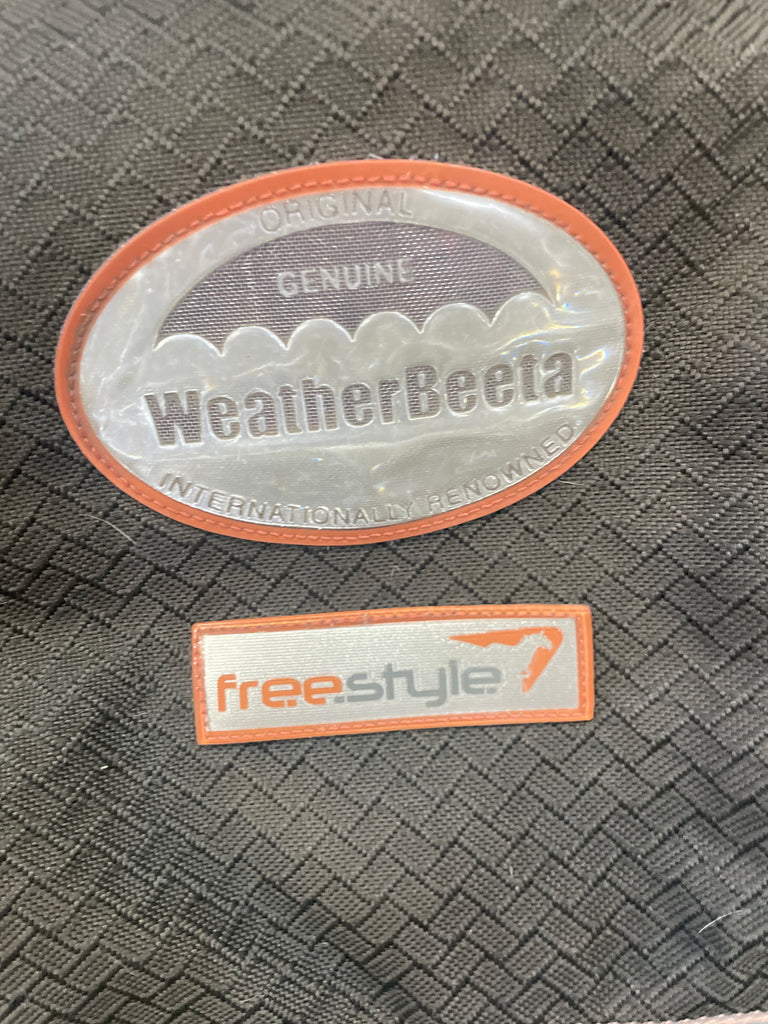 ORIGINAL
GENUINE
WeatherBeeta
INTERNATIONALLY RENOWNED
freestyle